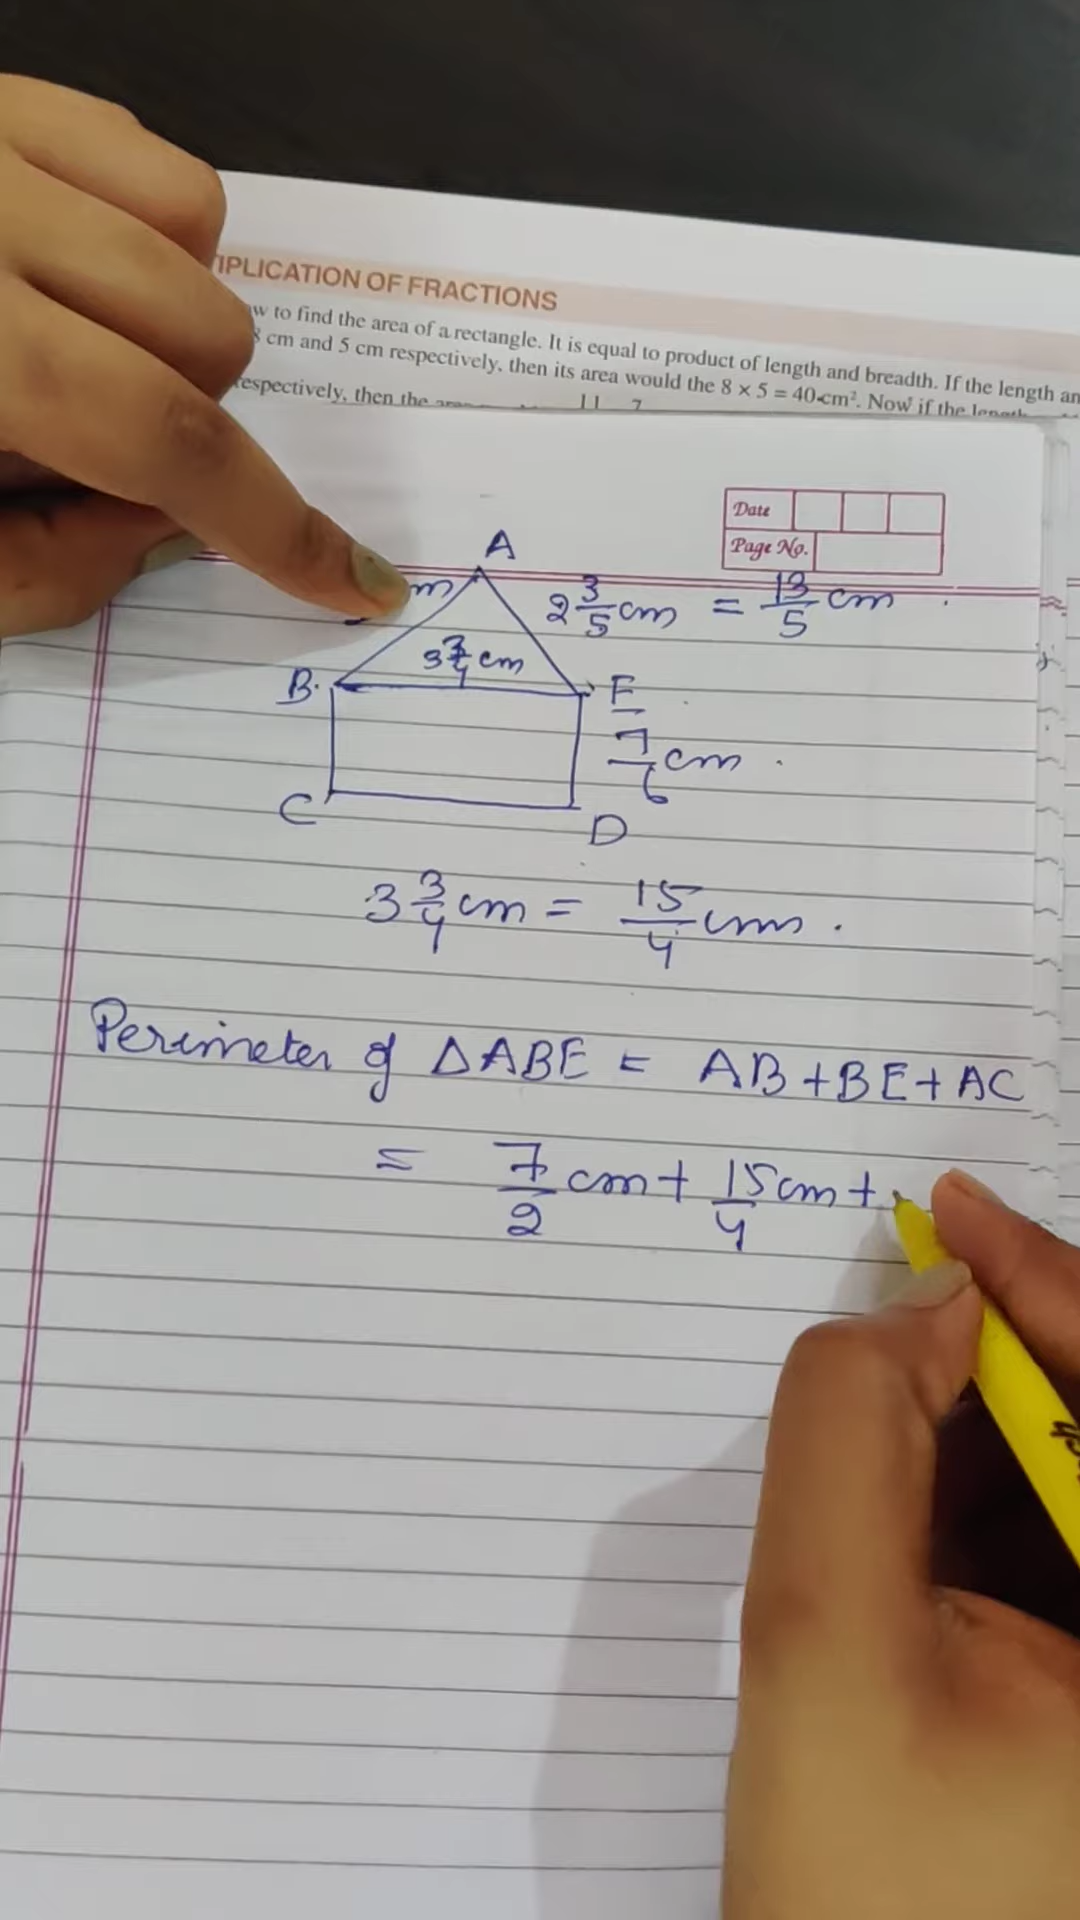 IPLICATION OF FRACTIONS
w to find the area of a rectangle. It is equal to product of length and breadth. If the length an
8 cm and 5 cm respectively, then its area would the 8 × 5 = 40 cm². Now if the length
respectively, then the
Date
Page No.
A
m
2 3/5 cm = 13/5 cm
3 3/4 cm
B.
E
7/6 cm.
C
D
3 3/4 cm = 15/4 cm.
Perimeter of △ABE = AB+BE+AC
= 7/2 cm + 15/4 cm +